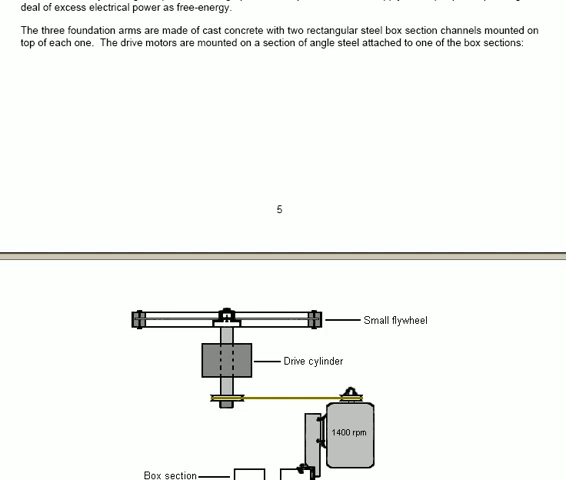 deal of excess electrical power as free-energy.
The three foundation arms are made of cast concrete with two rectangular steel box section channels mounted on
top of each one.  The drive motors are mounted on a section of angle steel attached to one of the box sections:
5
Small flywheel
Drive cylinder
1400 rpm
Box section